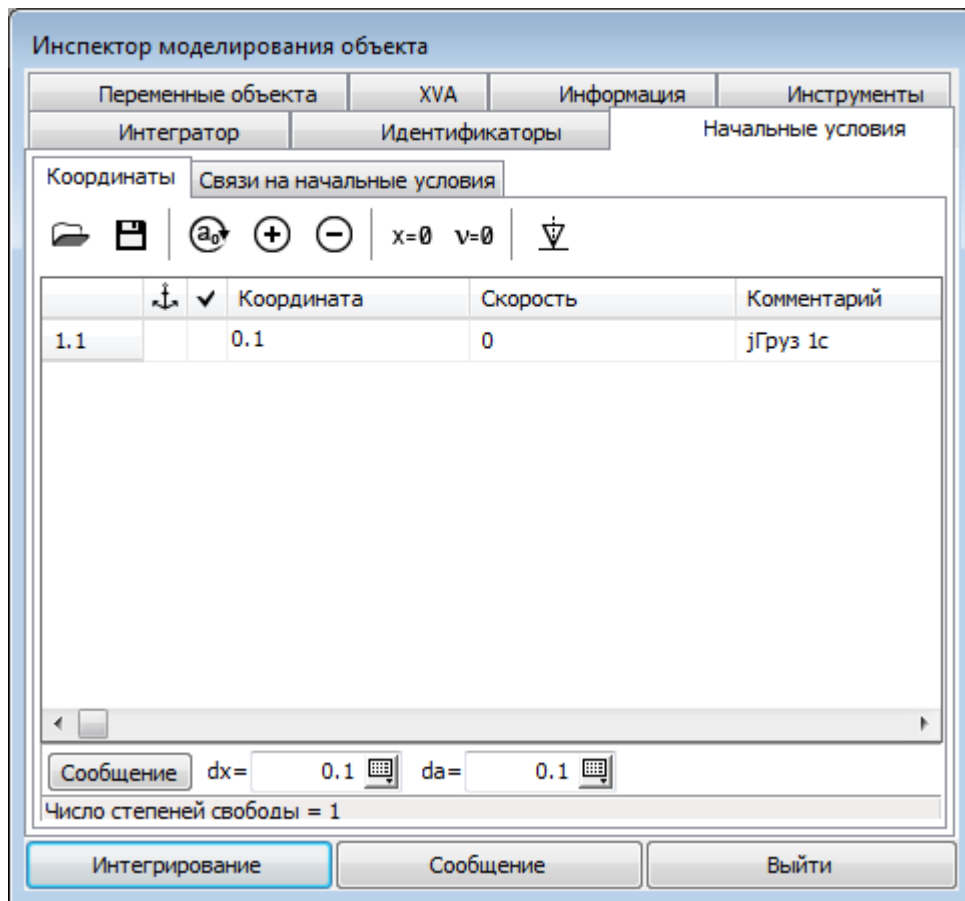 Инспектор моделирования объекта
Переменные объекта XVA Информация Инструменты
Интегратор Идентификаторы Начальные условия
Координаты Связи на начальные условия
a₀ x=0 v=0
Координата Скорость Комментарий
1.1 0.1 0 jГруз 1c
Сообщение dx= 0.1 da= 0.1
Число степеней свободы = 1
Интегрирование Сообщение Выйти